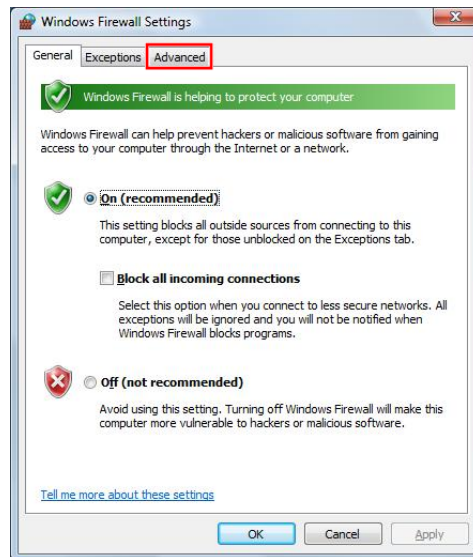 Windows Firewall Settings
General Exceptions Advanced
Windows Firewall is helping to protect your computer
Windows Firewall can help prevent hackers or malicious software from gaining
access to your computer through the Internet or a network.
On (recommended)
This setting blocks all outside sources from connecting to this
computer, except for those unblocked on the Exceptions tab.
Block all incoming connections
Select this option when you connect to less secure networks. All
exceptions will be ignored and you will not be notified when
Windows Firewall blocks programs.
Off (not recommended)
Avoid using this setting. Turning off Windows Firewall will make this
computer more vulnerable to hackers or malicious software.
Tell me more about these settings
OK Cancel Apply